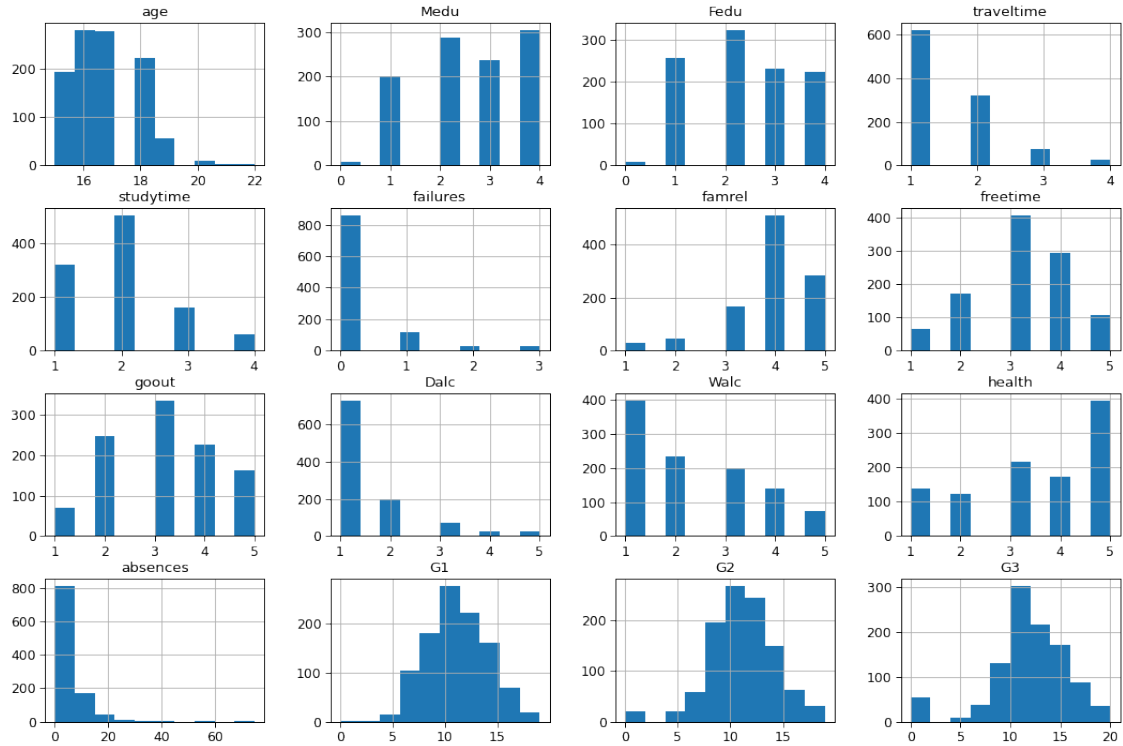 age Medu Fedu traveltime
200 0 16 18 20 22
300 200 100 0 0 1 2 3 4
300 200 100 0 0 1 2 3 4
600 400 200 0 1 2 3 4
studytime failures famrel freetime
400 200 0 1 2 3 4
800 600 400 200 0 0 1 2 3
400 200 0 1 2 3 4 5
400 300 200 100 0 1 2 3 4 5
goout Dalc Walc health
300 200 100 0 1 2 3 4 5
600 400 200 0 1 2 3 4 5
400 300 200 100 0 1 2 3 4 5
400 300 200 100 0 1 2 3 4 5
absences G1 G2 G3
800 600 400 200 0 0 20 40 60
200 100 0 0 5 10 15
200 100 0 0 5 10 15
300 200 100 0 0 5 10 15 20